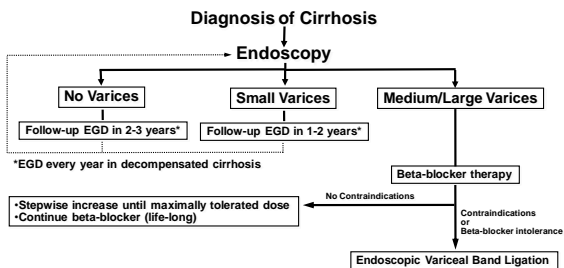 Diagnosis of Cirrhosis
Endoscopy
No Varices
Small Varices
Medium/Large Varices
Follow-up EGD in 2-3 years*
Follow-up EGD in 1-2 years*
*EGD every year in decompensated cirrhosis
Beta-blocker therapy
No Contraindications
•Stepwise increase until maximally tolerated dose
•Continue beta-blocker (life-long)
Contraindications
or
Beta-blocker intolerance
Endoscopic Variceal Band Ligation